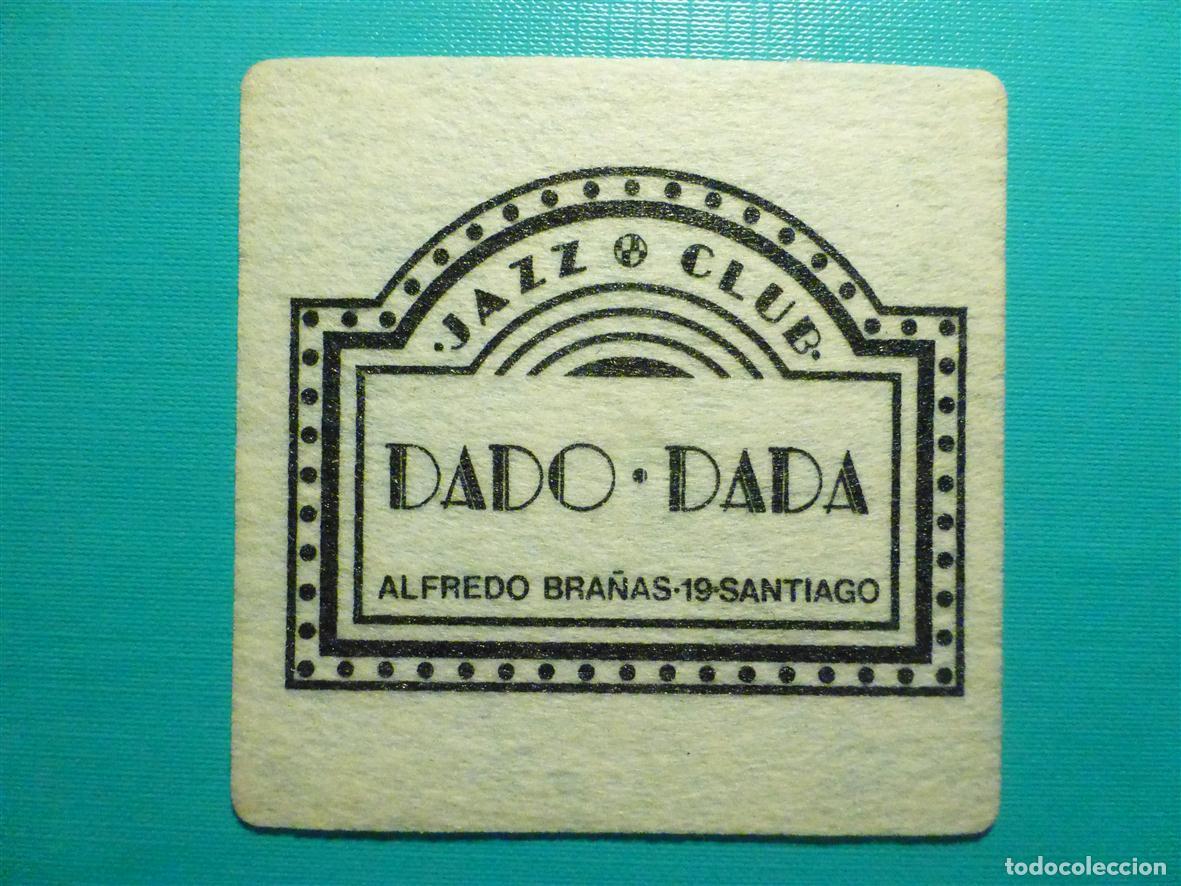 ·JAZZ CLUB·
DADO·DADA
ALFREDO BRAÑAS·19·SANTIAGO
todocoleccion